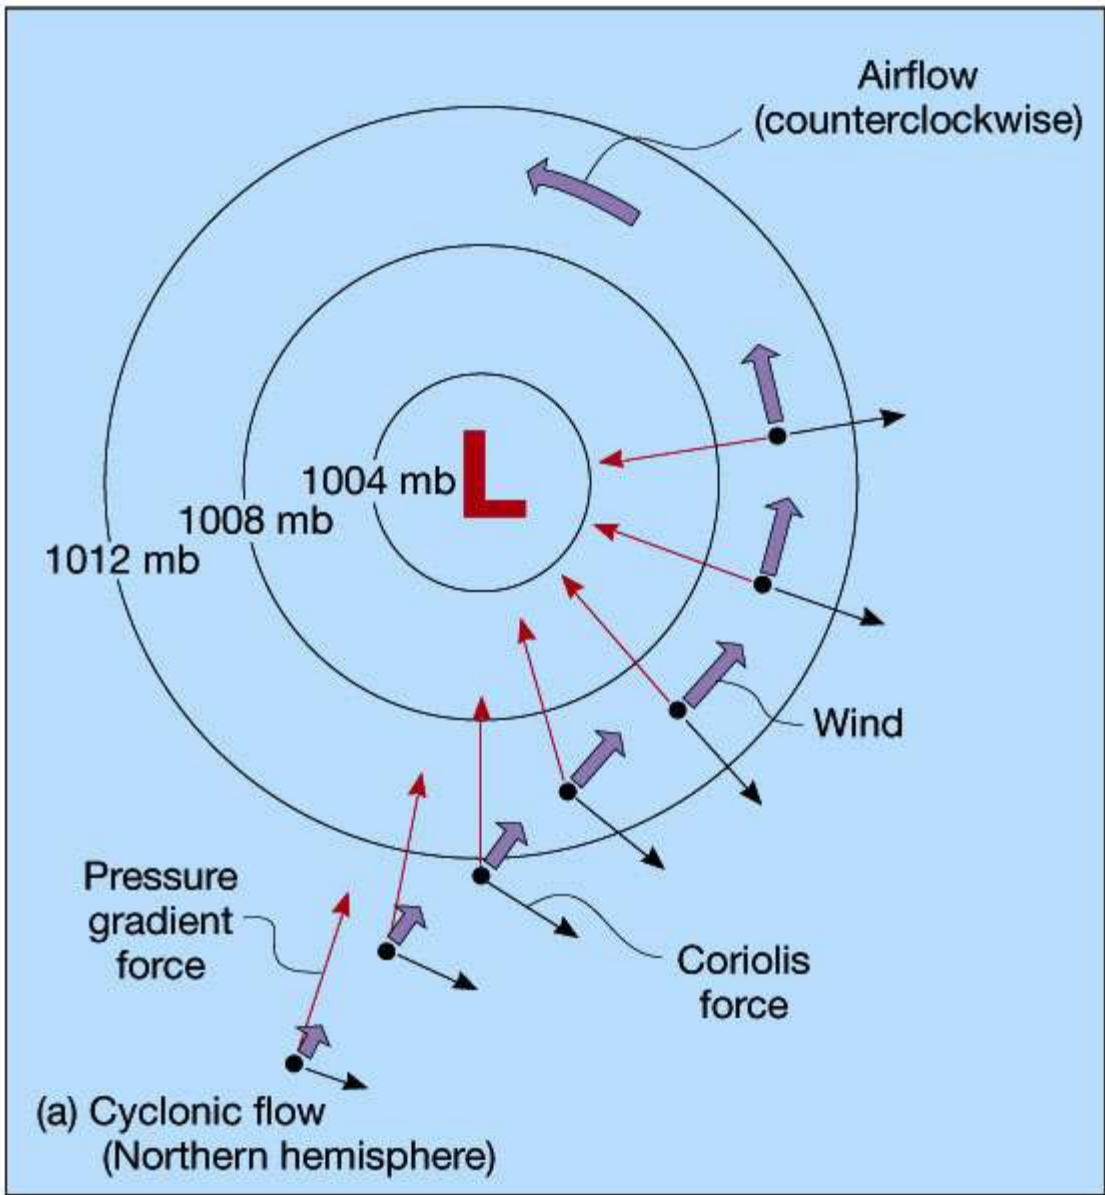 Airflow
(counterclockwise)
L
1004 mb
1008 mb
1012 mb
Wind
Pressure
gradient
force
Coriolis
force
(a) Cyclonic flow
(Northern hemisphere)